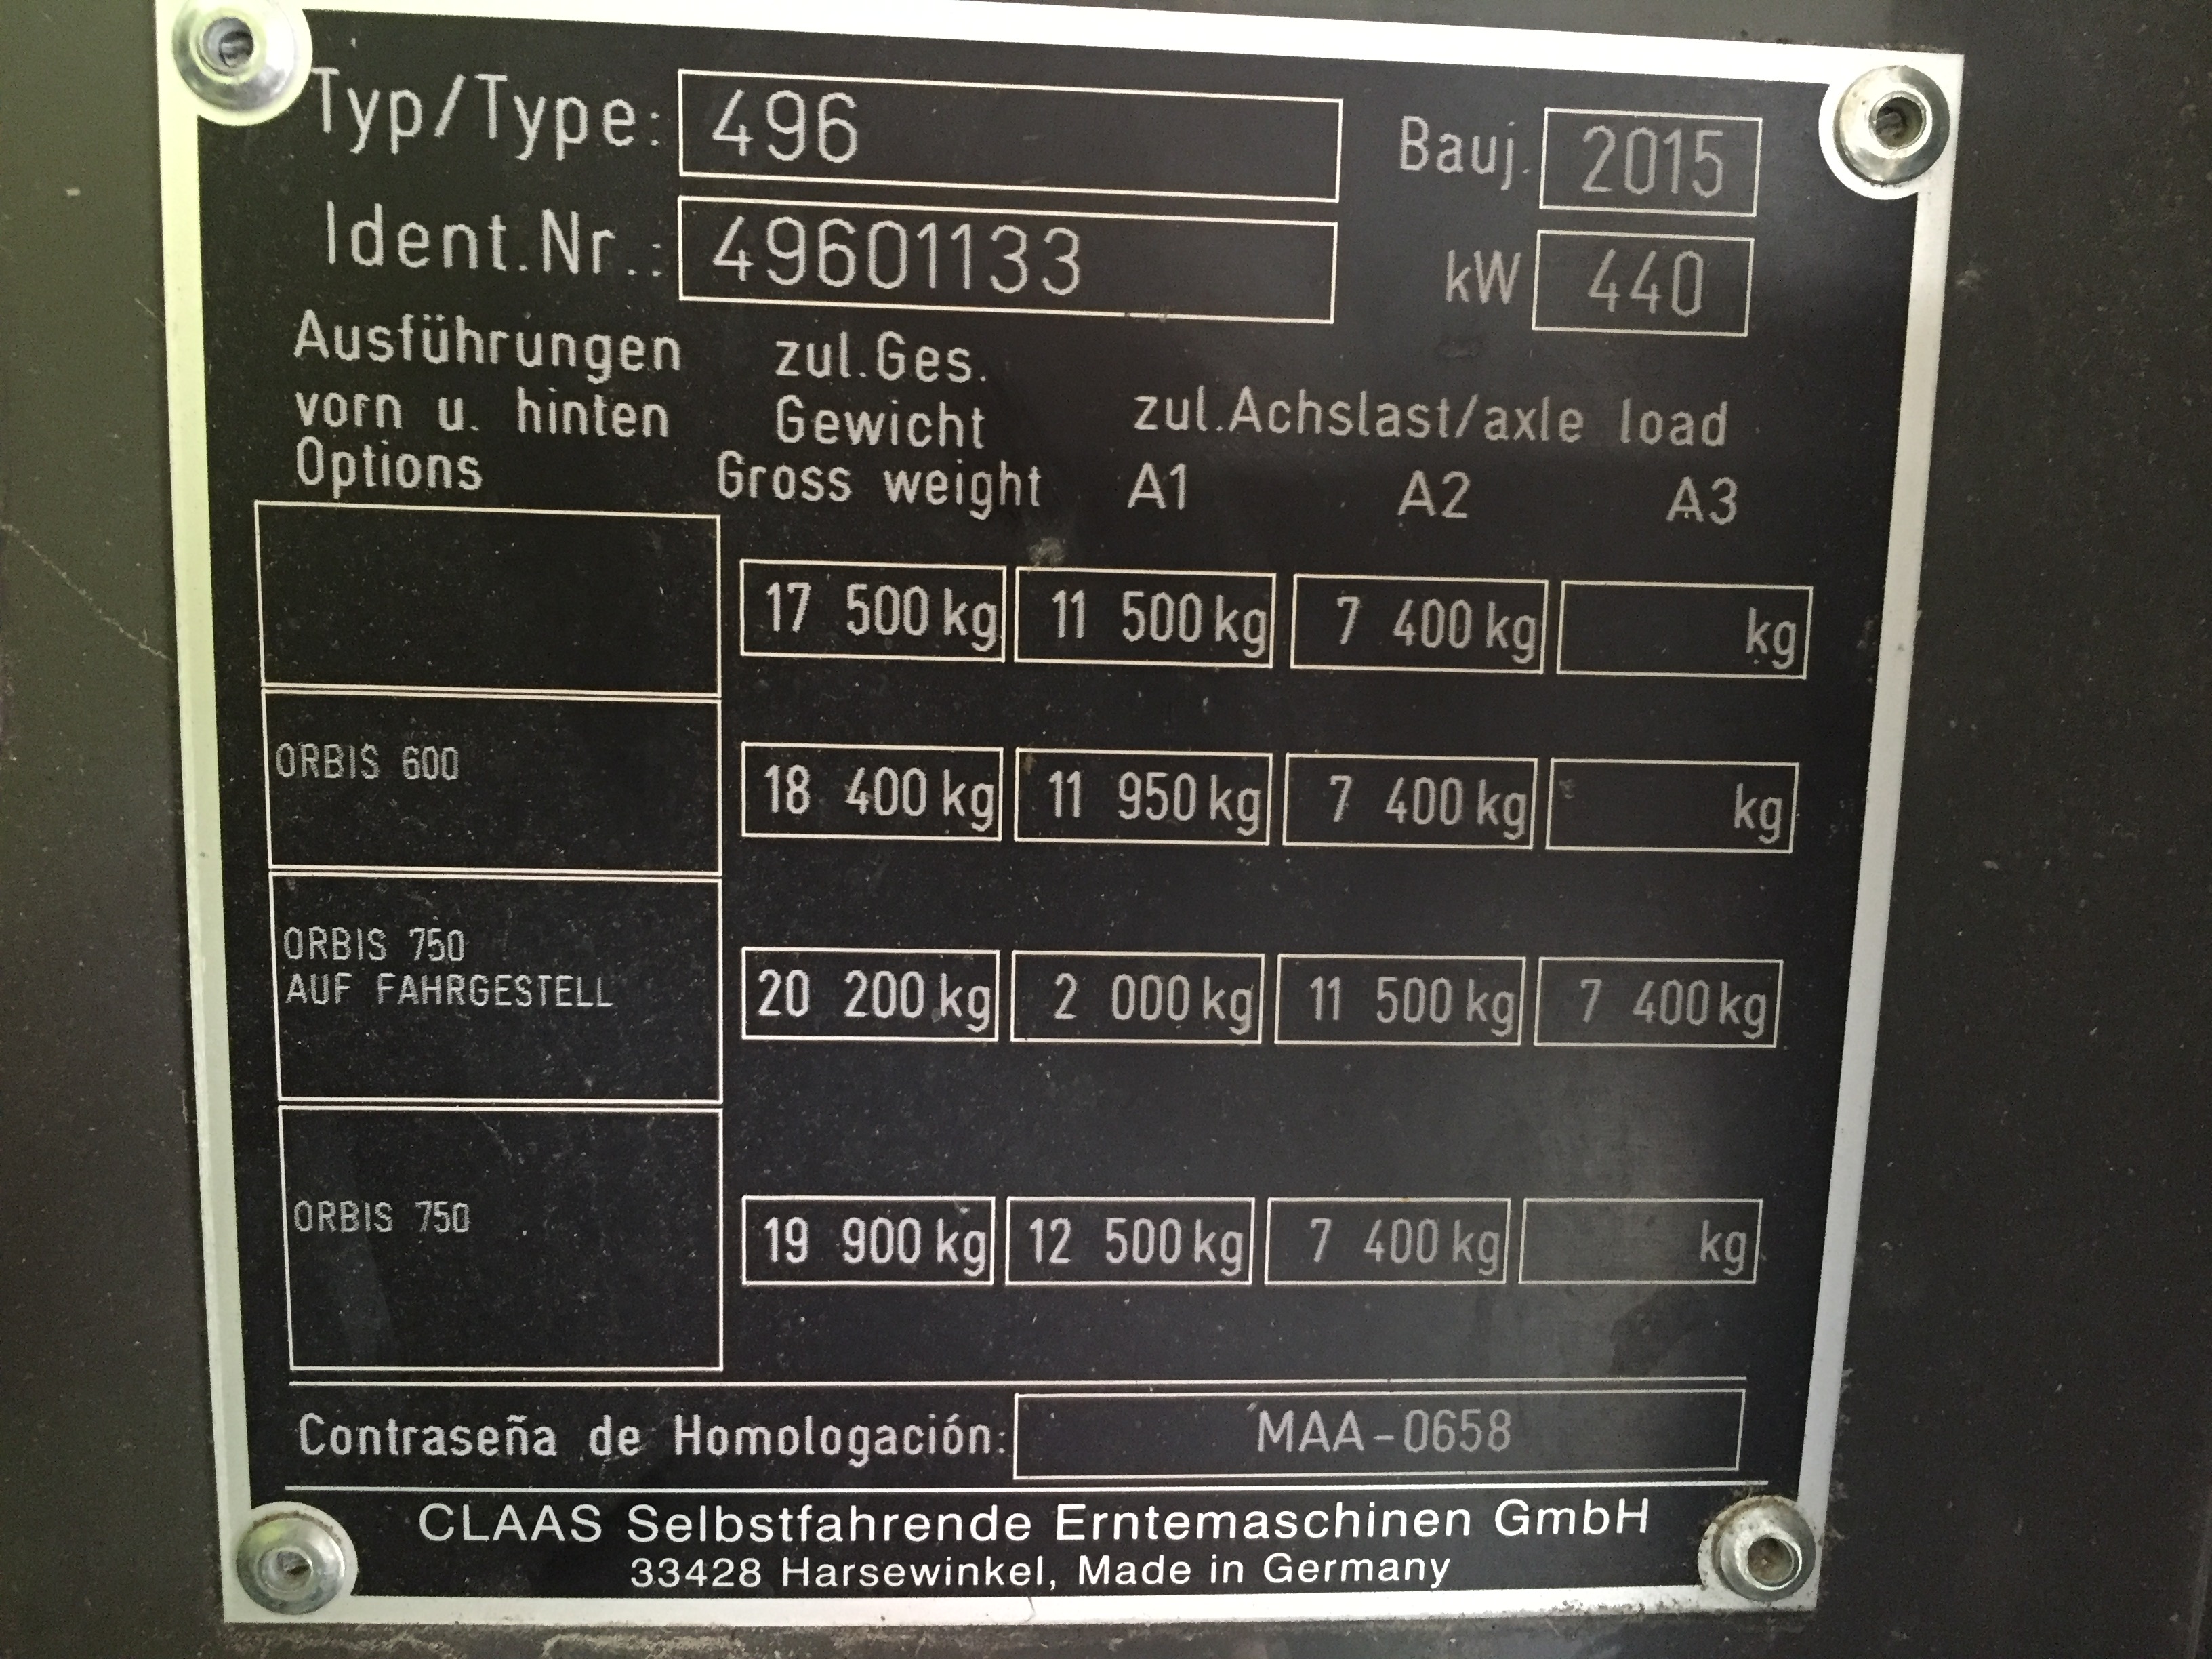 Typ/Type: 496 Bauj. 2015
Ident.Nr.: 49601133 kW 440
Ausführungen zul.Ges.
vorn u. hinten Gewicht zul.Achslast/axle load
Options Gross weight A1 A2 A3
17 500 kg 11 500 kg 7 400 kg kg
ORBIS 600 18 400 kg 11 950 kg 7 400 kg kg
ORBIS 750
AUF FAHRGESTELL 20 200 kg 2 000 kg 11 500 kg 7 400 kg
ORBIS 750 19 900 kg 12 500 kg 7 400 kg kg
Contraseña de Homologación: MAA-0658
CLAAS Selbstfahrende Erntemaschinen GmbH
33428 Harsewinkel, Made in Germany